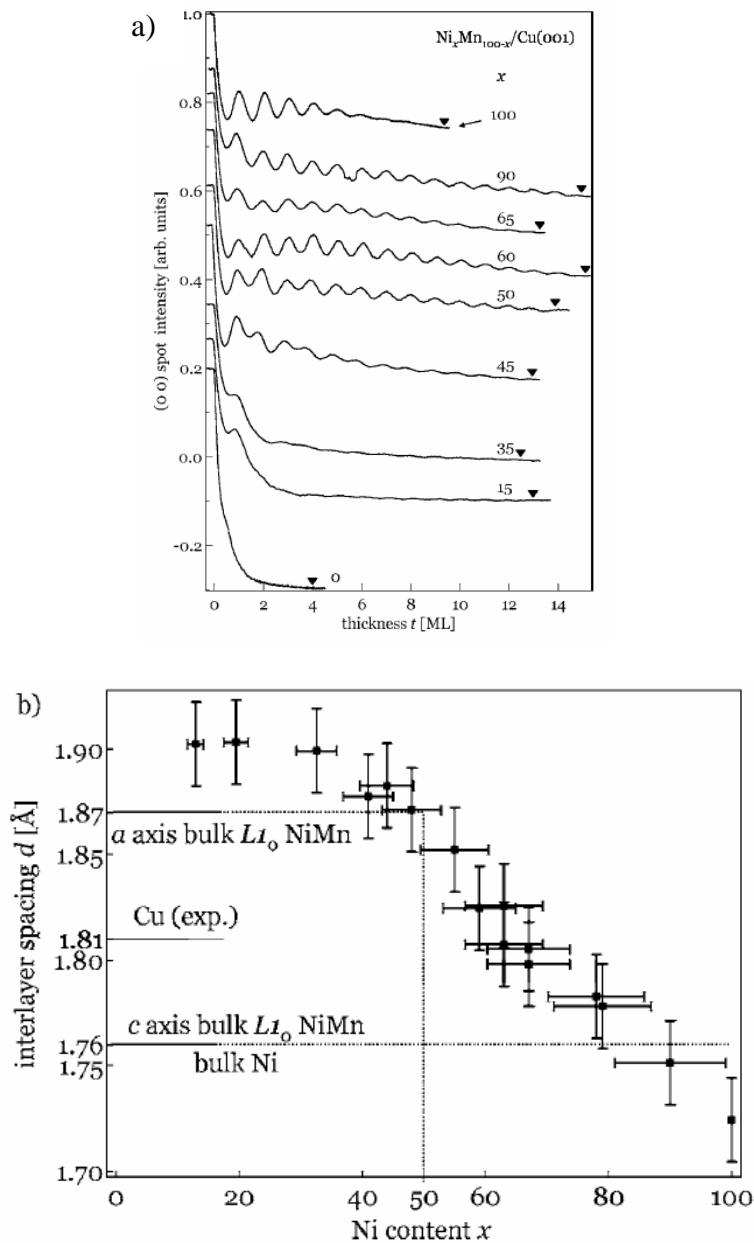 a)
Ni_xMn_100-x/Cu(001)
x
1.0
0.8
0.6
0.4
0.2
0.0
-0.2
(0 0) spot intensity [arb. units]
100
90
65
60
50
45
35
15
0
0 2 4 6 8 10 12 14
thickness t [ML]
b)
1.90
1.87
a axis bulk L1_0 NiMn
1.85
Cu (exp.)
1.81
1.80
c axis bulk L1_0 NiMn
1.76
bulk Ni
1.75
1.70
interlayer spacing d [Å]
0 20 40 50 60 80 100
Ni content x